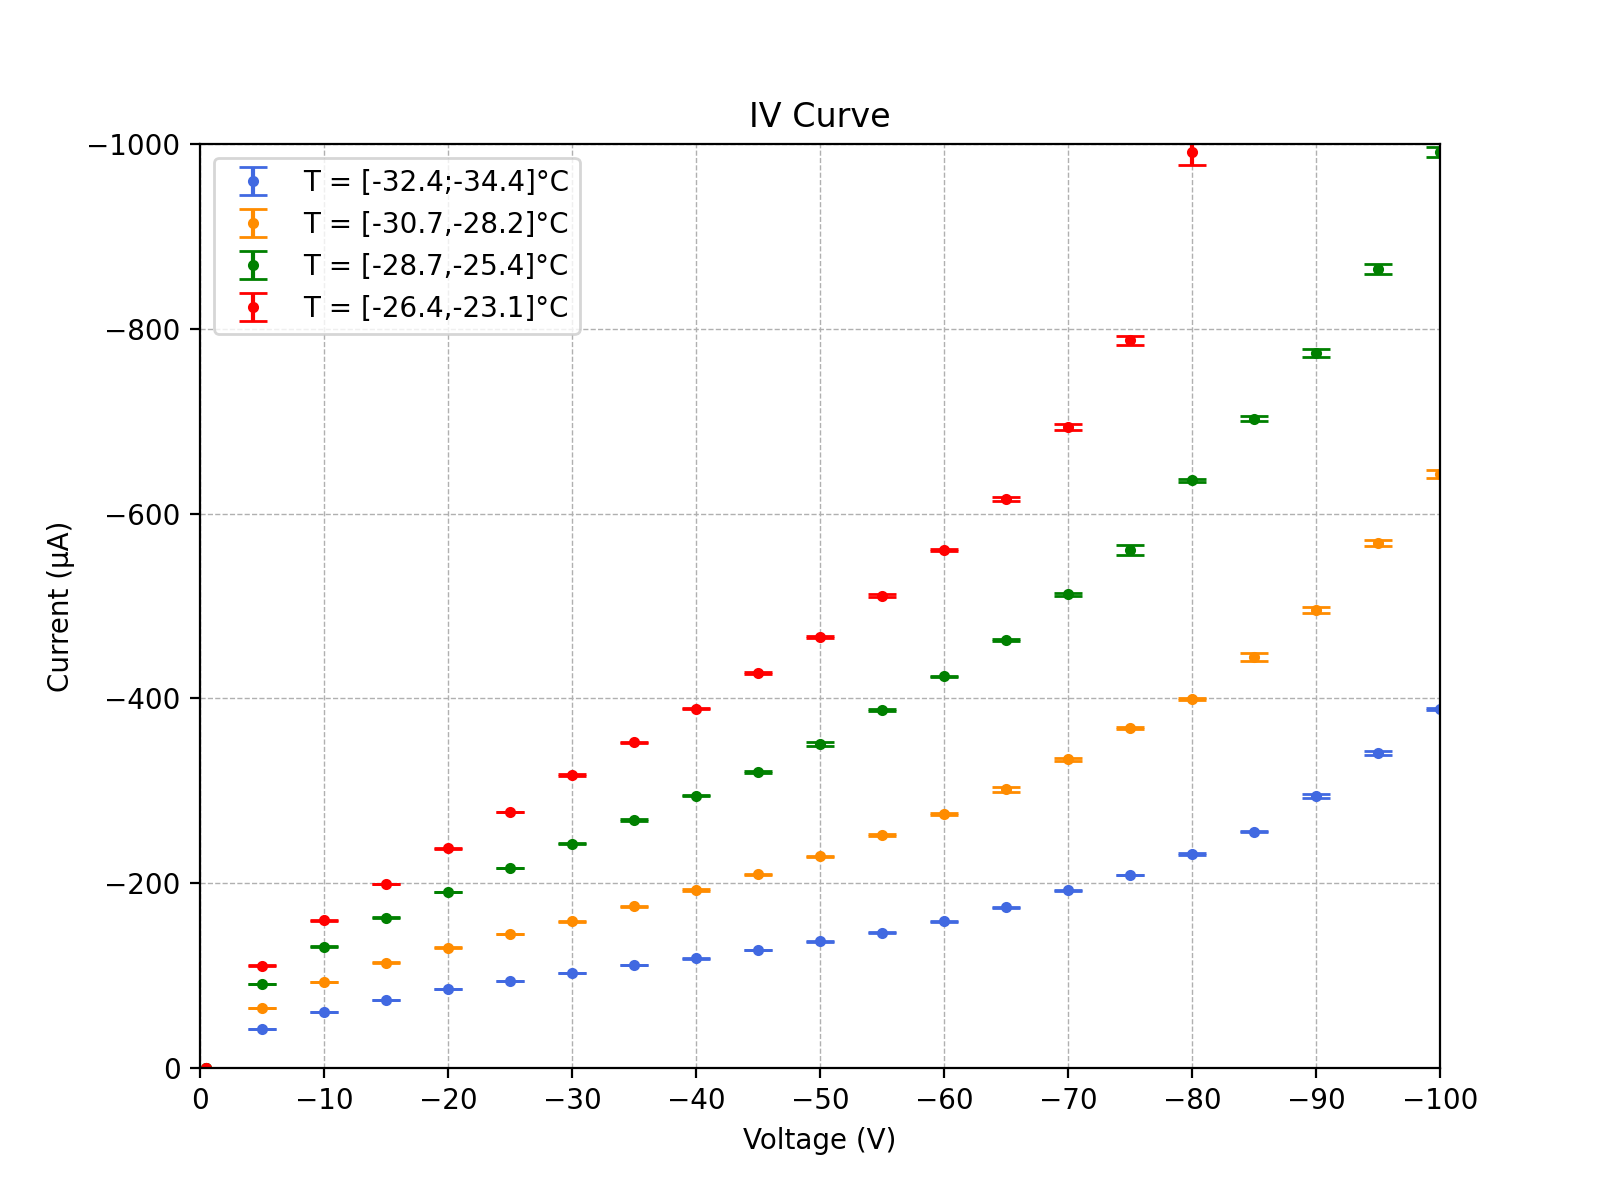 IV Curve
−1000
−800
−600
−400
−200
0
Current (μA)
T = [-32.4;-34.4]°C
T = [-30.7,-28.2]°C
T = [-28.7,-25.4]°C
T = [-26.4,-23.1]°C
0 −10 −20 −30 −40 −50 −60 −70 −80 −90 −100
Voltage (V)